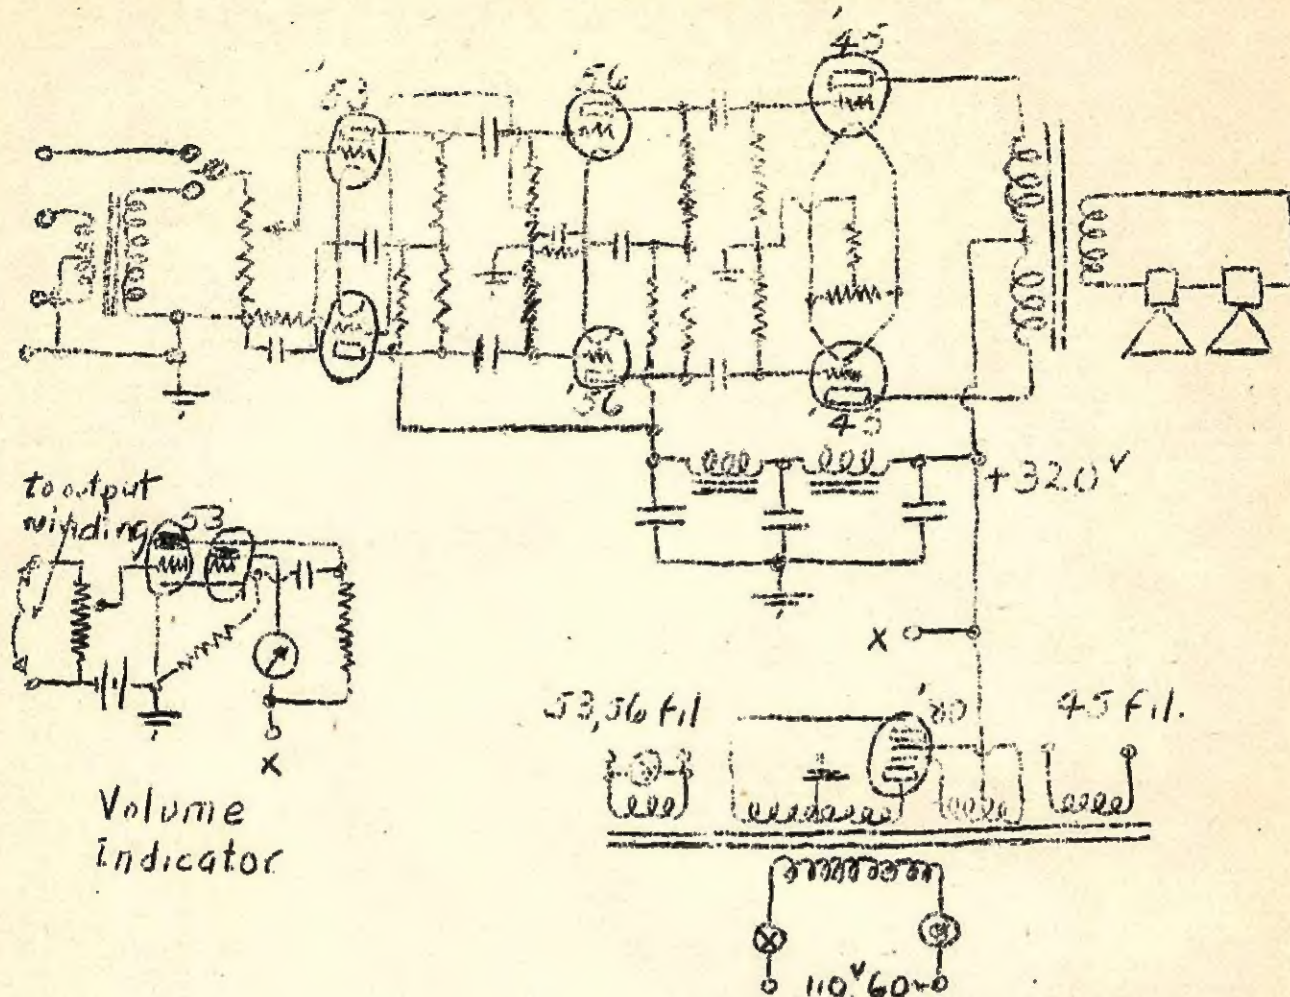 '45
'56
'53
'56
'45
+320ᵛ
to output
winding
53
X
X
53,56 fil
'80
45 fil.
Volume
indicator
X
110ᵛ 60~